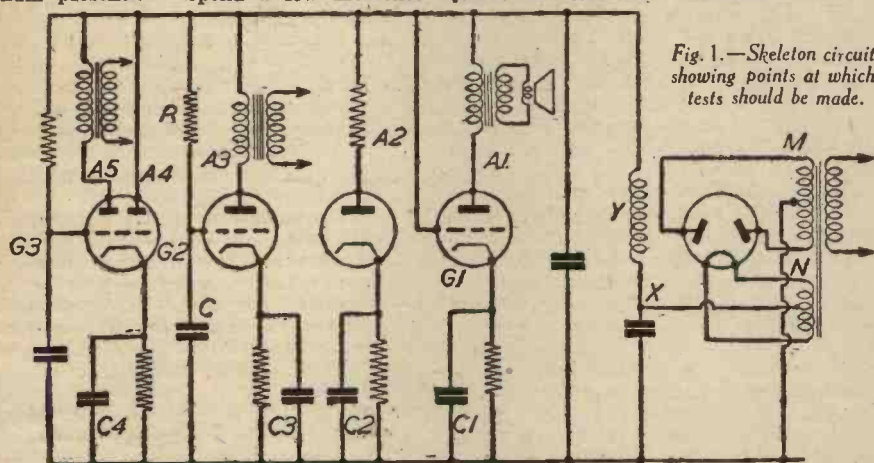 Fig. 1.—Skeleton circuit
showing points at which
tests should be made.
R
A5
A4
A3
A2
A1
M
G3
G2
G1
Y
N
X
C
C4
C3
C2
C1